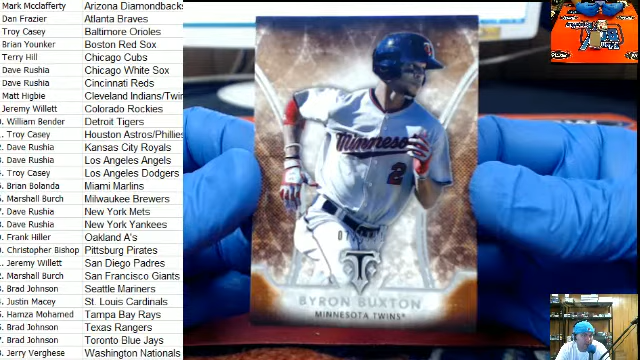 Mark Mcclafferty Arizona Diamondbacks
Dan Frazier Atlanta Braves
Troy Casey Baltimore Orioles
Brian Younker Boston Red Sox
Terry Hill Chicago Cubs
Dave Rushia Chicago White Sox
Dave Rushia Cincinnati Reds
Matt Higbie Cleveland Indians/Twin
Jeremy Willett Colorado Rockies
William Bender Detroit Tigers
Troy Casey Houston Astros/Phillies
Dave Rushia Kansas City Royals
Dave Rushia Los Angeles Angels
Troy Casey Los Angeles Dodgers
Brian Bolanda Miami Marlins
Marshall Burch Milwaukee Brewers
Dave Rushia New York Mets
Dave Rushia New York Yankees
Frank Hiller Oakland A's
Christopher Bishop Pittsburg Pirates
Jeremy Willett San Diego Padres
Marshall Burch San Francisco Giants
Brad Johnson Seattle Mariners
Justin Macey St. Louis Cardinals
Hamza Mohamed Tampa Bay Rays
Brad Johnson Texas Rangers
Brad Johnson Toronto Blue Jays
Jerry Verghese Washington Nationals
Minneso
2
BYRON BUXTON
MINNESOTA TWINS